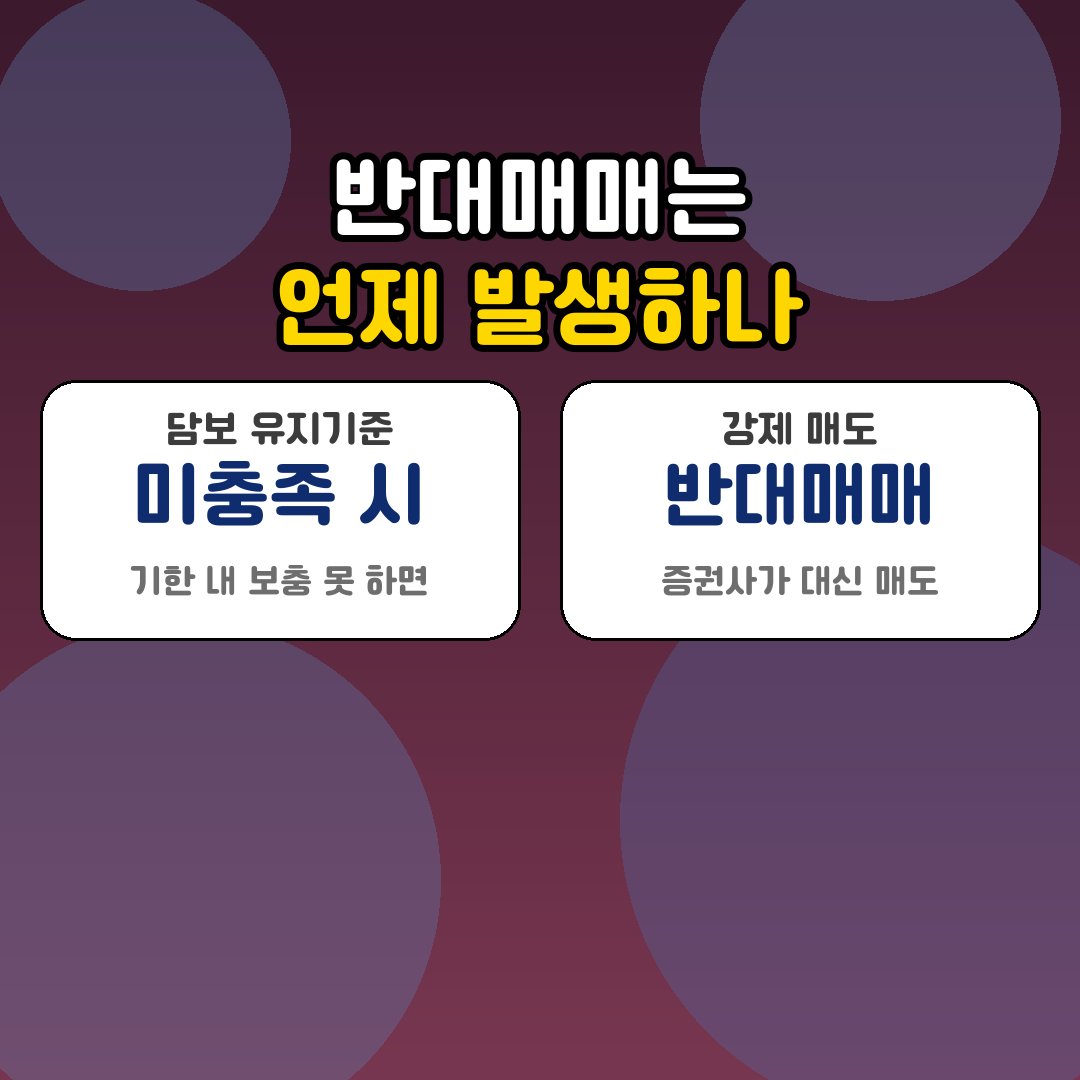 반대매매는
언제 발생하나
담보 유지기준
미충족 시
기한 내 보충 못 하면
강제 매도
반대매매
증권사가 대신 매도